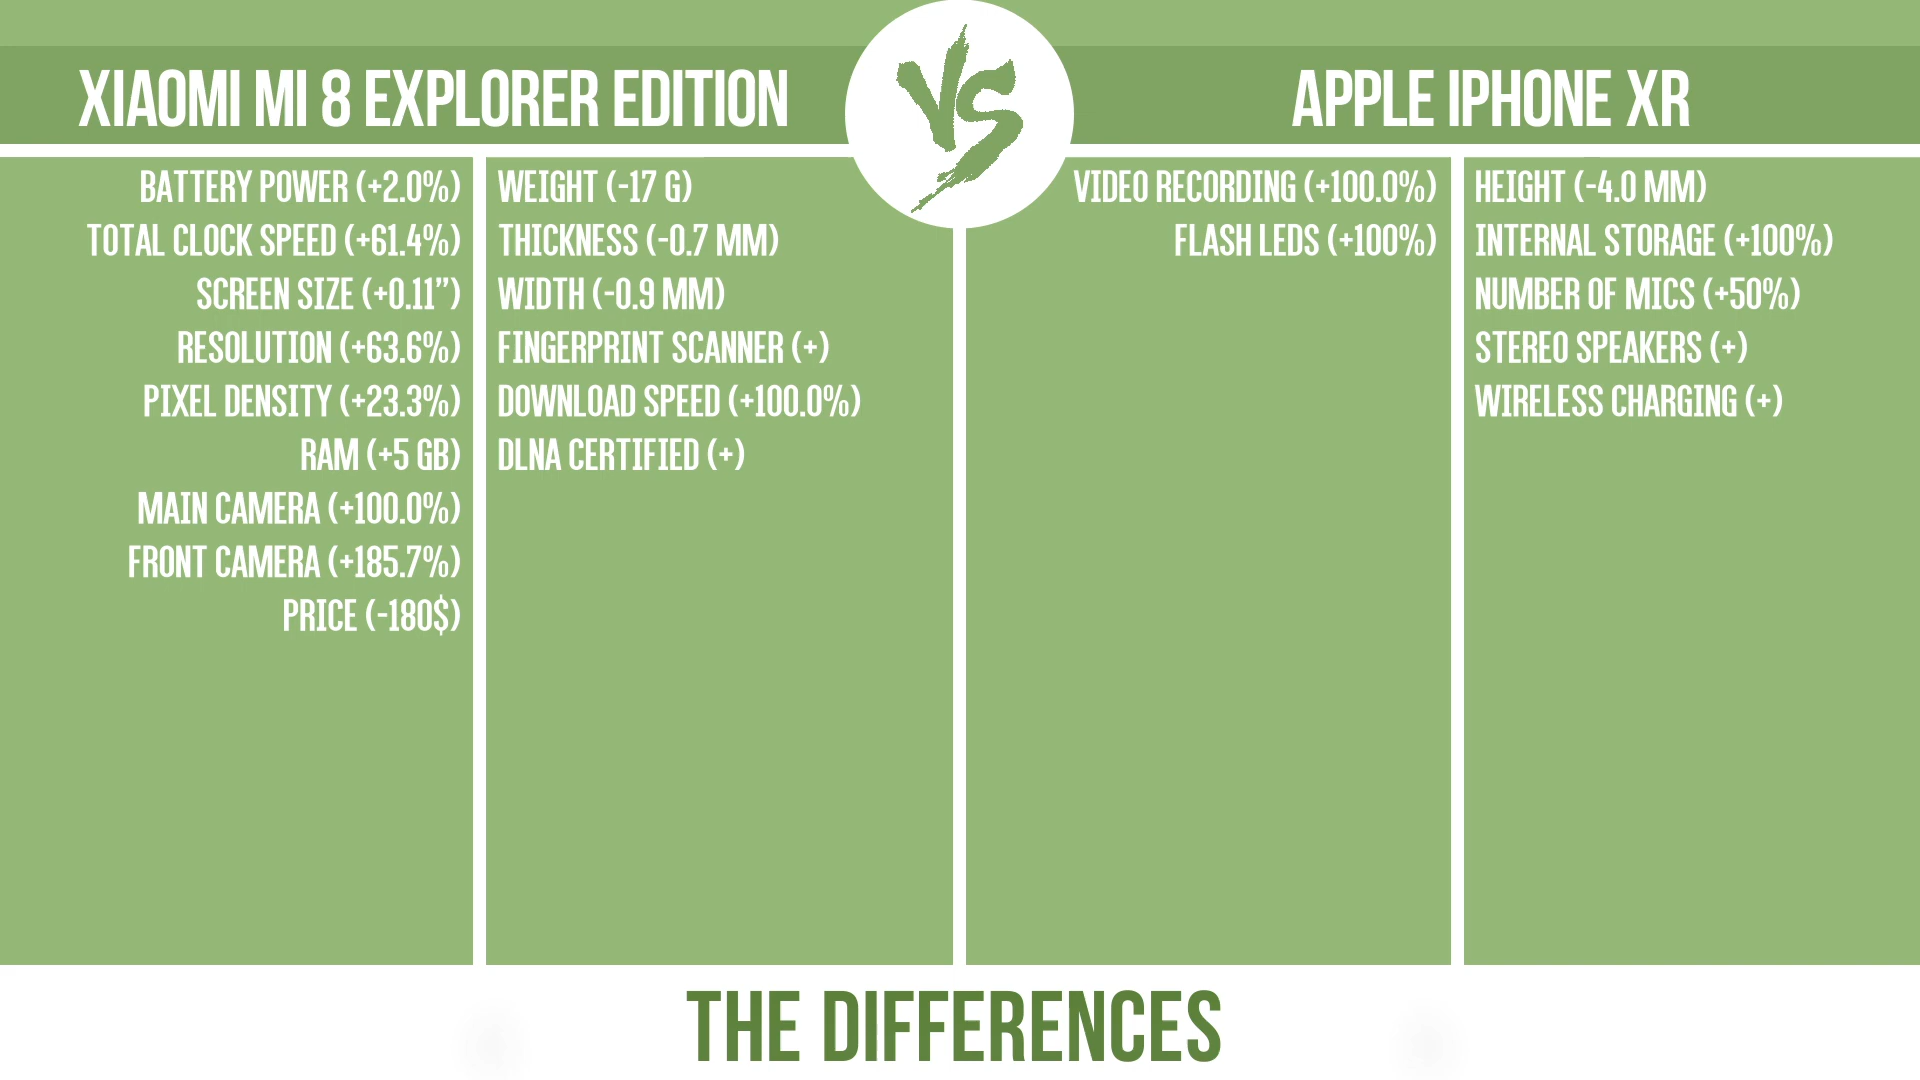 XIAOMI MI 8 EXPLORER EDITION
VS
APPLE IPHONE XR
BATTERY POWER (+2.0%)
TOTAL CLOCK SPEED (+61.4%)
SCREEN SIZE (+0.11”)
RESOLUTION (+63.6%)
PIXEL DENSITY (+23.3%)
RAM (+5 GB)
MAIN CAMERA (+100.0%)
FRONT CAMERA (+185.7%)
PRICE (-180$)
WEIGHT (-17 G)
THICKNESS (-0.7 MM)
WIDTH (-0.9 MM)
FINGERPRINT SCANNER (+)
DOWNLOAD SPEED (+100.0%)
DLNA CERTIFIED (+)
VIDEO RECORDING (+100.0%)
FLASH LEDS (+100%)
HEIGHT (-4.0 MM)
INTERNAL STORAGE (+100%)
NUMBER OF MICS (+50%)
STEREO SPEAKERS (+)
WIRELESS CHARGING (+)
THE DIFFERENCES